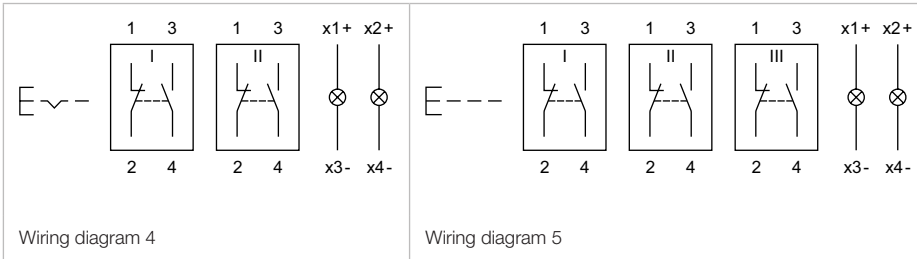 1 3 1 3 x1+ x2+
I II
2 4 2 4 x3- x4-
Wiring diagram 4
1 3 1 3 1 3 x1+ x2+
I II III
2 4 2 4 2 4 x3- x4-
Wiring diagram 5